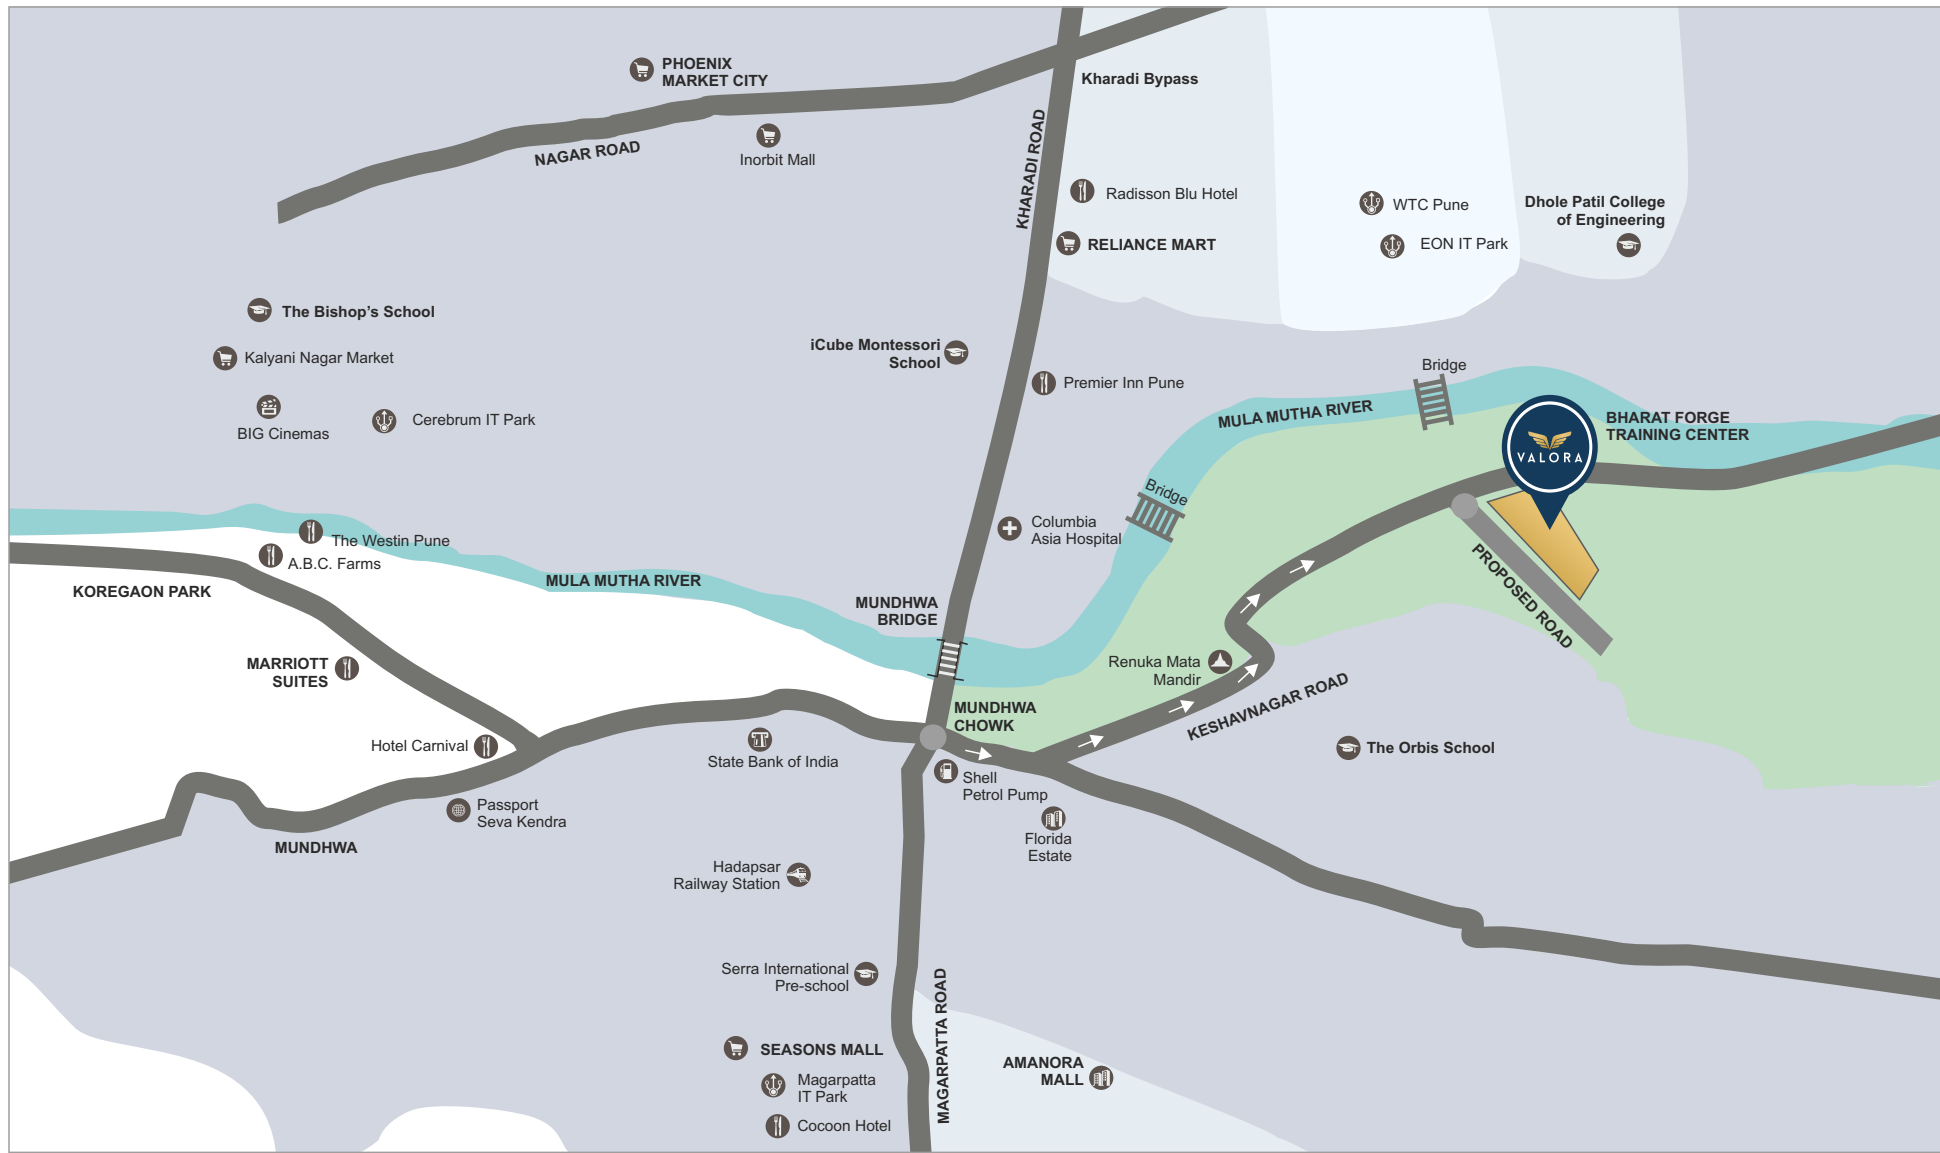 PHOENIX
MARKET CITY
Kharadi Bypass
NAGAR ROAD
Inorbit Mall
KHARADI ROAD
Radisson Blu Hotel
WTC Pune
Dhole Patil College
of Engineering
RELIANCE MART
EON IT Park
The Bishop's School
iCube Montessori
School
Kalyani Nagar Market
Premier Inn Pune
Bridge
BIG Cinemas
Cerebrum IT Park
MULA MUTHA RIVER
BHARAT FORGE
TRAINING CENTER
VALORA
Bridge
The Westin Pune
A.B.C. Farms
Columbia
Asia Hospital
KOREGAON PARK
MULA MUTHA RIVER
MUNDHWA
BRIDGE
PROPOSED ROAD
MARRIOTT
SUITES
Renuka Mata
Mandir
KESHAVNAGAR ROAD
MUNDHWA
CHOWK
Hotel Carnival
State Bank of India
The Orbis School
Shell
Petrol Pump
Passport
Seva Kendra
MUNDHWA
Florida
Estate
Hadapsar
Railway Station
Serra International
Pre-school
MAGARPATTA ROAD
SEASONS MALL
AMANORA
MALL
Magarpatta
IT Park
Cocoon Hotel